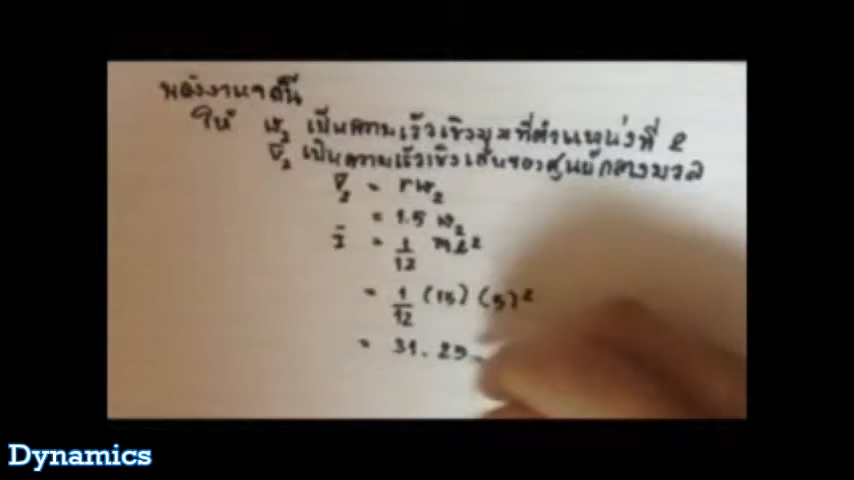 พลังงานจลน์
ให้ ω₂ เป็นความเร็วเชิงมุมที่ตำแหน่งที่ 2
v̄₂ เป็นความเร็วเชิงเส้นของศูนย์กลางมวล
v̄₂ = rω₂
= 1.5 ω₂
Ī = 1/12 ml²
= 1/12 (15) (5)²
= 31.25
Dynamics